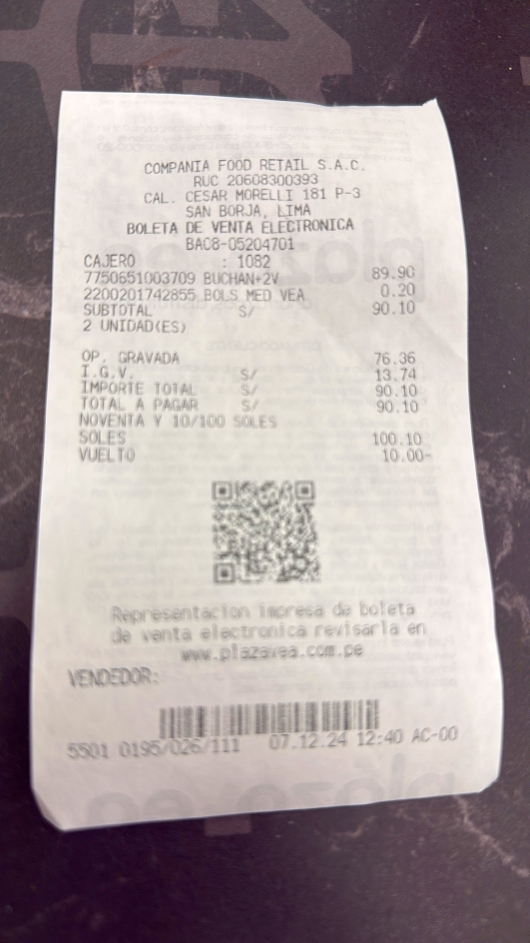 COMPANIA FOOD RETAIL S.A.C.
RUC 20608300393
CAL. CESAR MORELLI 181 P-3
SAN BORJA, LIMA
BOLETA DE VENTA ELECTRONICA
BAC8-05204701
CAJERO : 1082
7750651003709 BUCHAN+2V 89.90
2200201742855 BOLS MED VEA 0.20
SUBTOTAL S/ 90.10
2 UNIDAD(ES)
OP. GRAVADA 76.36
I.G.V. S/ 13.74
IMPORTE TOTAL S/ 90.10
TOTAL A PAGAR S/ 90.10
NOVENTA Y 10/100 SOLES
SOLES 100.10
VUELTO 10.00-
Representacion impresa de boleta
de venta electronica revisarla en
www.plazavea.com.pe
VENDEDOR:
5501 0195/026/111 07.12.24 12:40 AC-00